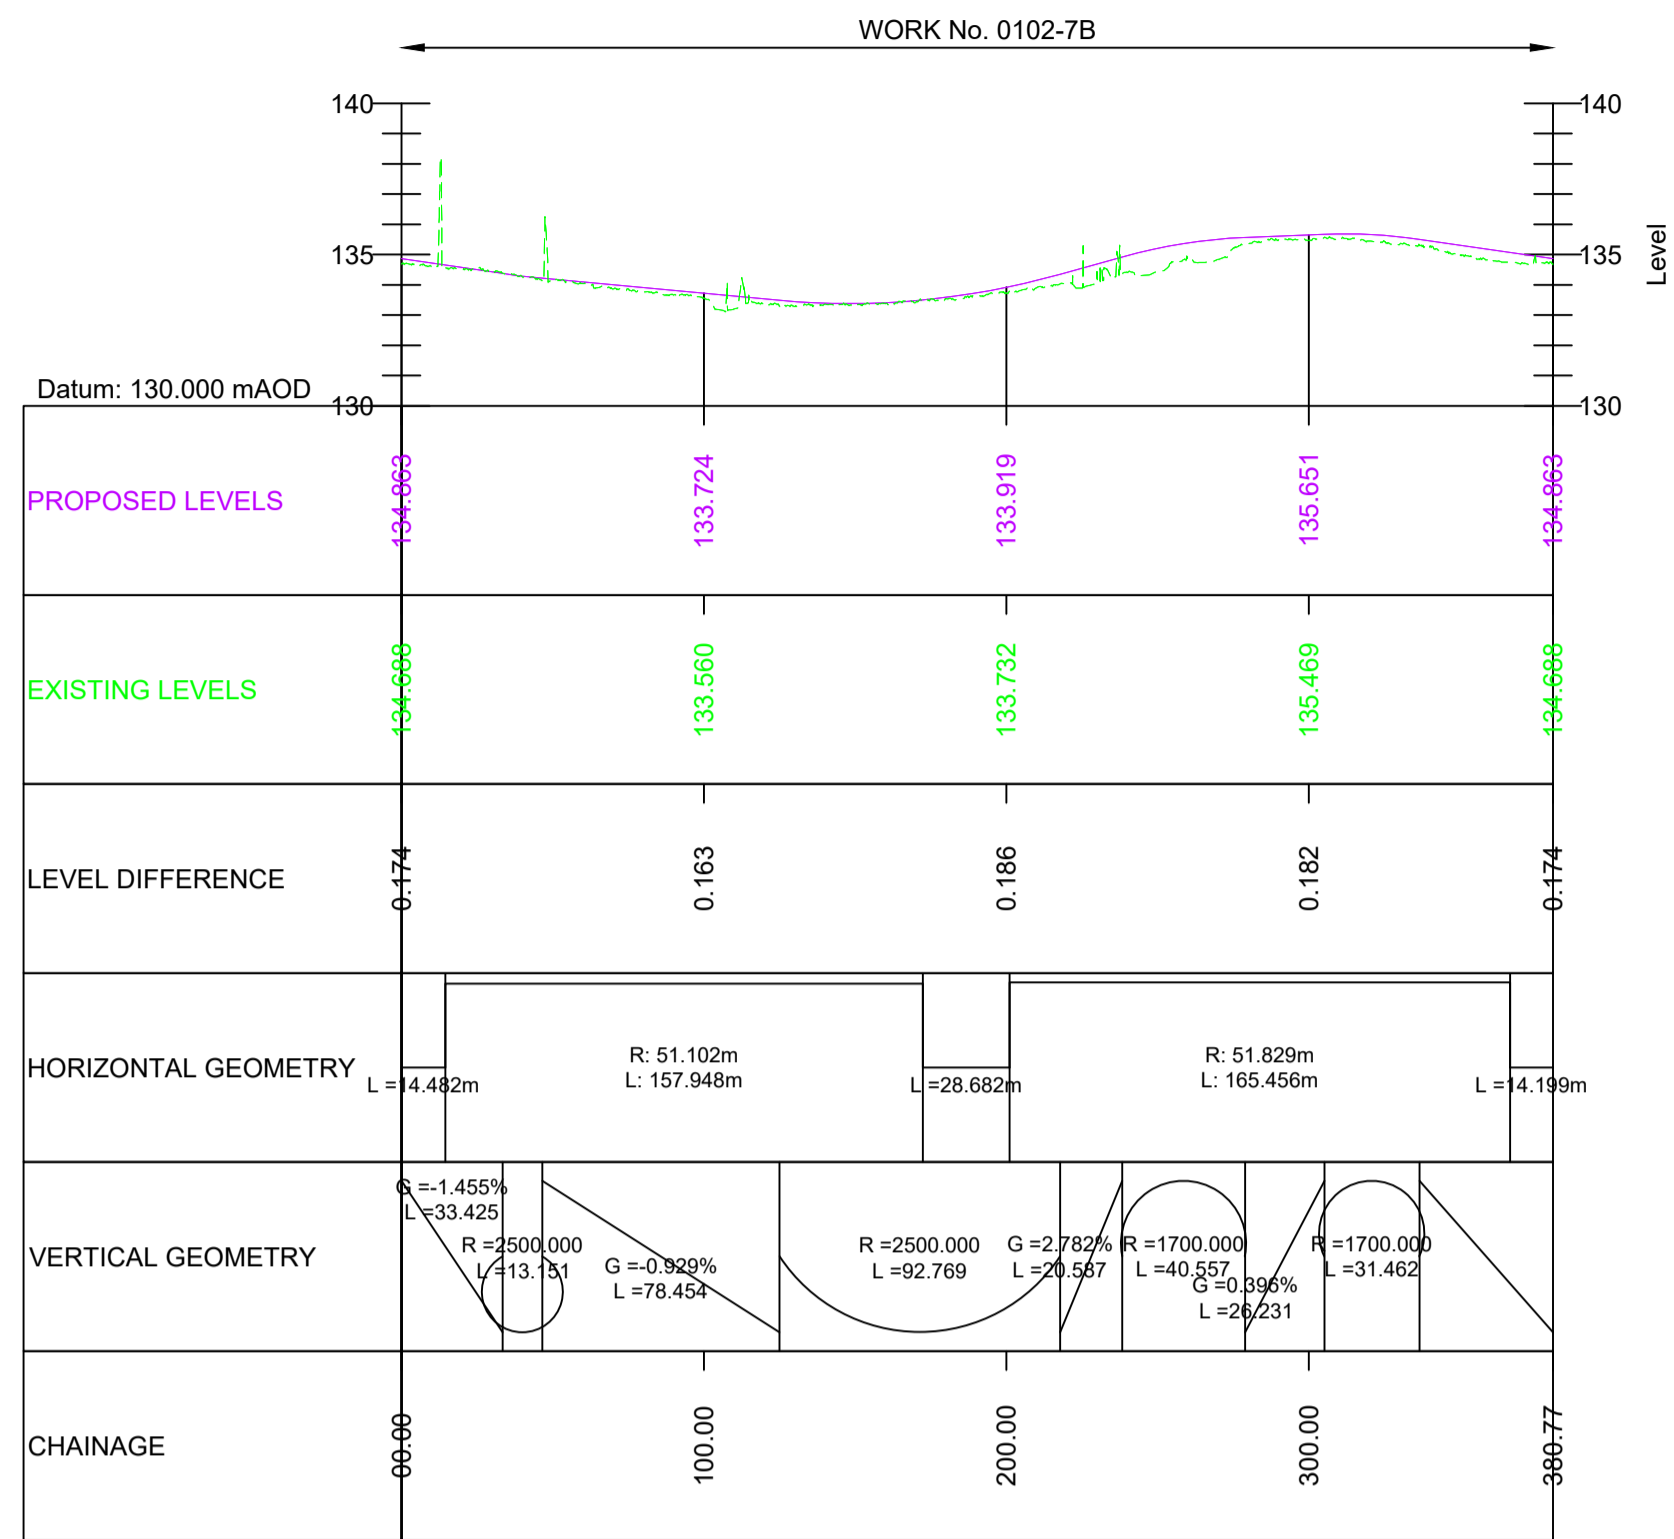 WORK No. 0102-7B
140
140
135
135
Level
Datum: 130.000 mAOD
130
130
PROPOSED LEVELS
134.863
133.724
133.919
135.651
134.863
EXISTING LEVELS
134.688
133.560
133.732
135.469
134.688
LEVEL DIFFERENCE
0.174
0.163
0.186
0.182
0.174
HORIZONTAL GEOMETRY
L =14.482m
R: 51.102m
L: 157.948m
L =28.682m
R: 51.829m
L: 165.456m
L =14.199m
VERTICAL GEOMETRY
G =-1.455%
L =33.425
R =2500.000
L =13.151
G =-0.929%
L =78.454
R =2500.000
L =92.769
G =2.782%
L =20.587
R =1700.000
L =40.557
G =0.396%
L =26.231
R =1700.000
L =31.462
CHAINAGE
00.00
100.00
200.00
300.00
380.77